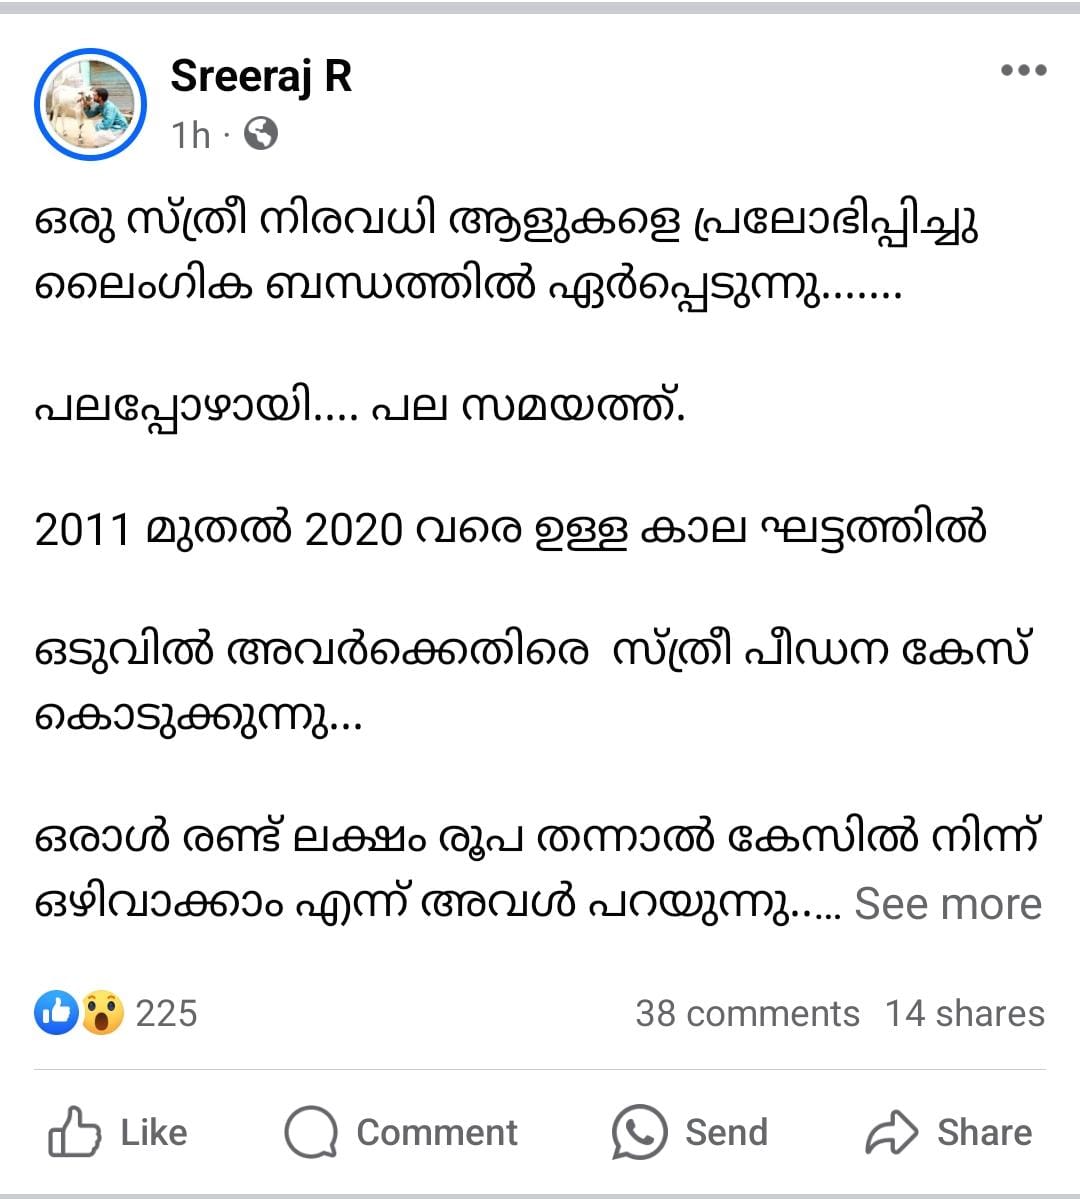 Sreeraj R
1h ·
ഒരു സ്ത്രീ നിരവധി ആളുകളെ പ്രലോഭിപ്പിച്ചു
ലൈംഗിക ബന്ധത്തിൽ ഏർപ്പെടുന്നു.......
പലപ്പോഴായി.... പല സമയത്ത്.
2011 മുതൽ 2020 വരെ ഉള്ള കാല ഘട്ടത്തിൽ
ഒടുവിൽ അവർക്കെതിരെ സ്ത്രീ പീഡന കേസ്
കൊടുക്കുന്നു...
ഒരാൾ രണ്ട് ലക്ഷം രൂപ തന്നാൽ കേസിൽ നിന്ന്
ഒഴിവാക്കാം എന്ന് അവൾ പറയുന്നു..... See more
225 38 comments 14 shares
Like Comment Send Share